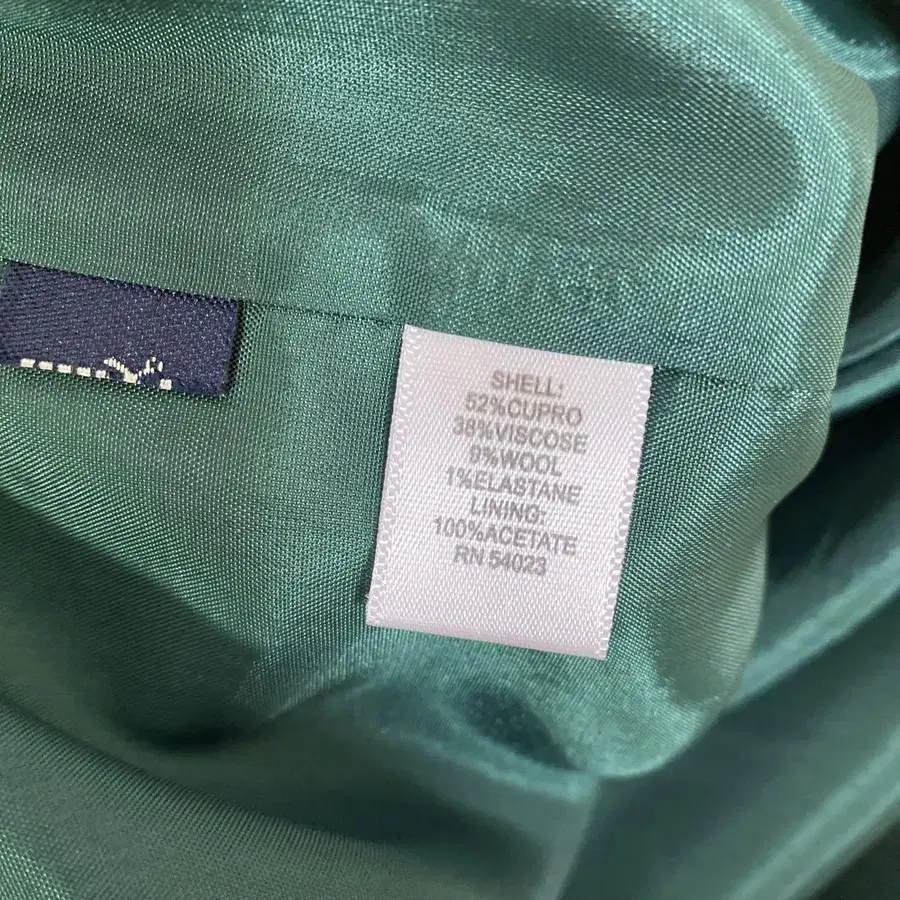 SHELL:
52%CUPRO
38%VISCOSE
9%WOOL
1%ELASTANE
LINING:
100%ACETATE
RN 54023